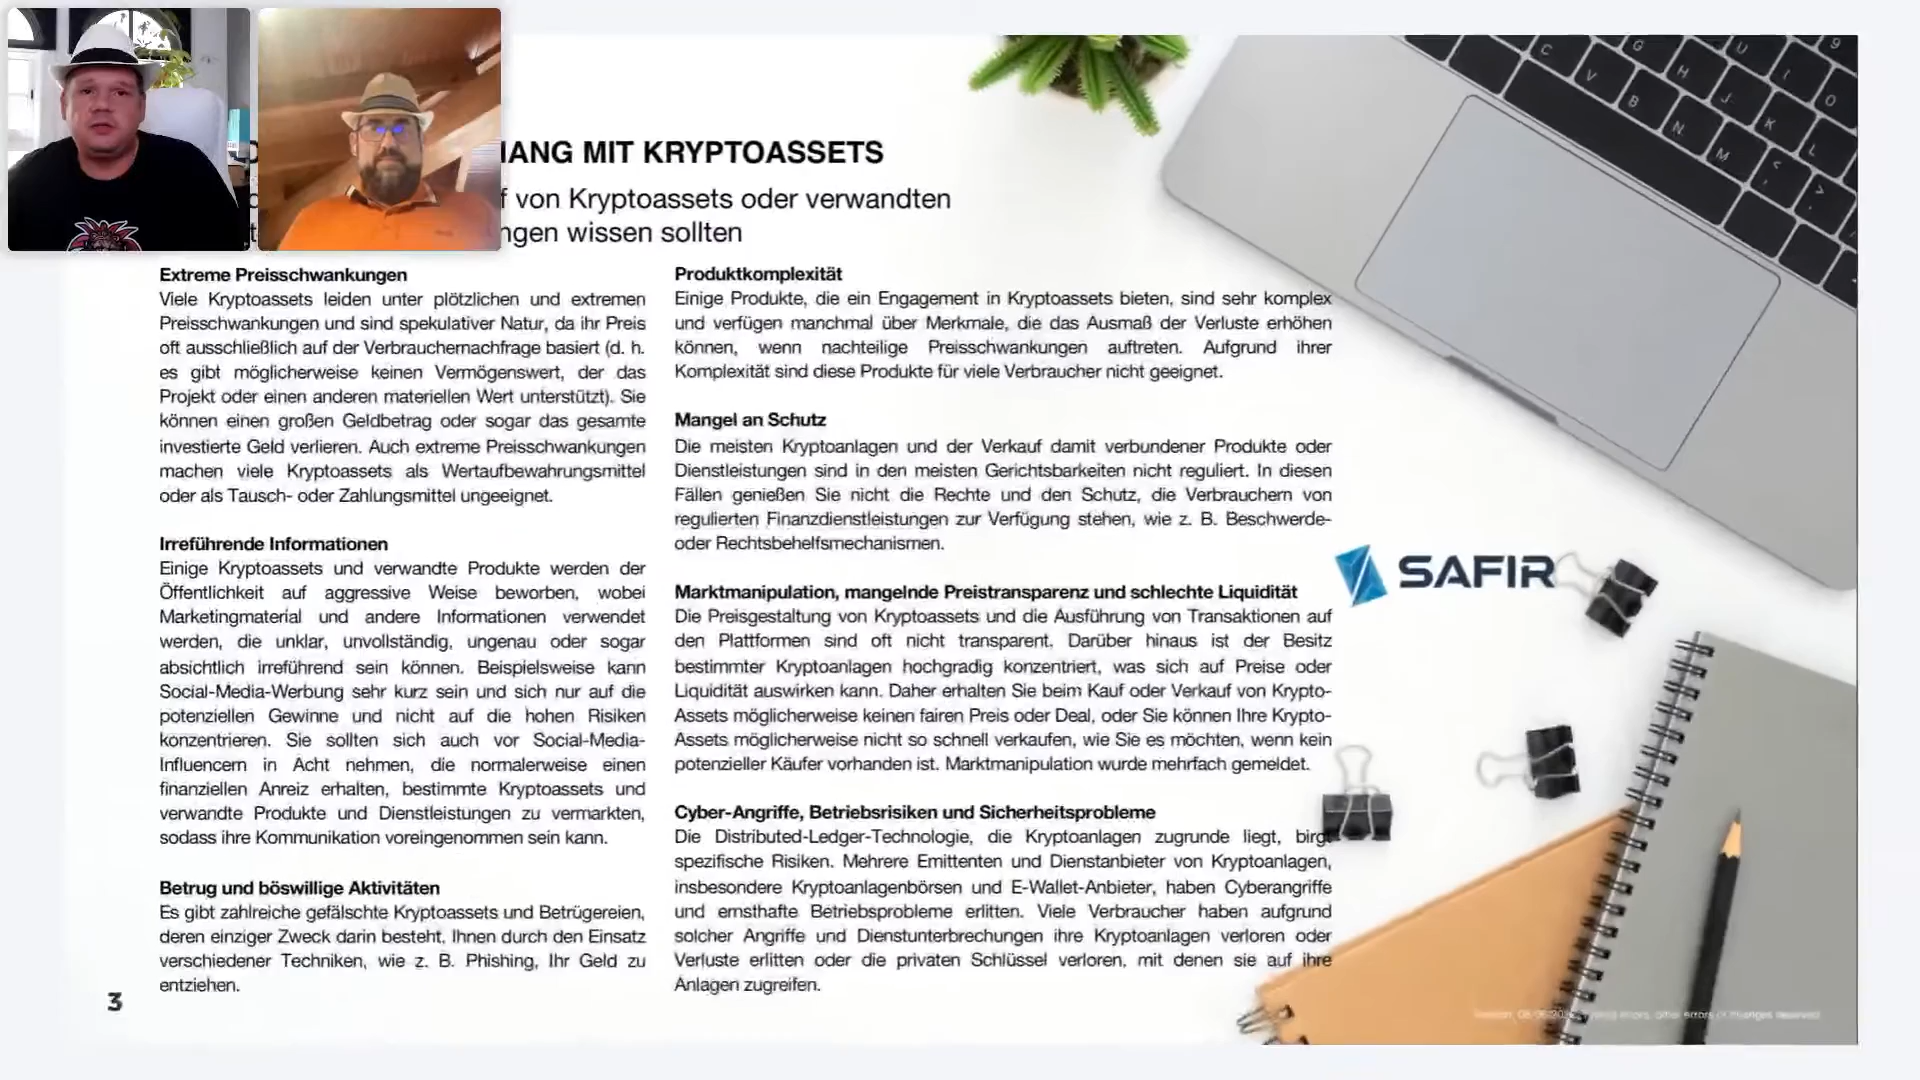 HANG MIT KRYPTOASSETS
von Kryptoassets oder verwandten
wissen sollten
Extreme Preisschwankungen
Viele Kryptoassets leiden unter plötzlichen und extremen
Preisschwankungen und sind spekulativer Natur, da ihr Preis
oft ausschließlich auf der Verbrauchernachfrage basiert (d. h.
es gibt möglicherweise keinen Vermögenswert, der das
Projekt oder einen anderen materiellen Wert unterstützt). Sie
können einen großen Geldbetrag oder sogar das gesamte
investierte Geld verlieren. Auch extreme Preisschwankungen
machen viele Kryptoassets als Wertaufbewahrungsmittel
oder als Tausch- oder Zahlungsmittel ungeeignet.
Irreführende Informationen
Einige Kryptoassets und verwandte Produkte werden der
Öffentlichkeit auf aggressive Weise beworben, wobei
Marketingmaterial und andere Informationen verwendet
werden, die unklar, unvollständig, ungenau oder sogar
absichtlich irreführend sein können. Beispielsweise kann
Social-Media-Werbung sehr kurz sein und sich nur auf die
potenziellen Gewinne und nicht auf die hohen Risiken
konzentrieren. Sie sollten sich auch vor Social-Media-
Influencern in Acht nehmen, die normalerweise einen
finanziellen Anreiz erhalten, bestimmte Kryptoassets und
verwandte Produkte und Dienstleistungen zu vermarkten,
sodass ihre Kommunikation voreingenommen sein kann.
Betrug und böswillige Aktivitäten
Es gibt zahlreiche gefälschte Kryptoassets und Betrügereien,
deren einziger Zweck darin besteht, Ihnen durch den Einsatz
verschiedener Techniken, wie z. B. Phishing, Ihr Geld zu
entziehen.
3
Produktkomplexität
Einige Produkte, die ein Engagement in Kryptoassets bieten, sind sehr komplex
und verfügen manchmal über Merkmale, die das Ausmaß der Verluste erhöhen
können, wenn nachteilige Preisschwankungen auftreten. Aufgrund ihrer
Komplexität sind diese Produkte für viele Verbraucher nicht geeignet.
Mangel an Schutz
Die meisten Kryptoanlagen und der Verkauf damit verbundener Produkte oder
Dienstleistungen sind in den meisten Gerichtsbarkeiten nicht reguliert. In diesen
Fällen genießen Sie nicht die Rechte und den Schutz, die Verbrauchern von
regulierten Finanzdienstleistungen zur Verfügung stehen, wie z. B. Beschwerde-
oder Rechtsbehelfsmechanismen.
Marktmanipulation, mangelnde Preistransparenz und schlechte Liquidität
Die Preisgestaltung von Kryptoassets und die Ausführung von Transaktionen auf
den Plattformen sind oft nicht transparent. Darüber hinaus ist der Besitz
bestimmter Kryptoanlagen hochgradig konzentriert, was sich auf Preise oder
Liquidität auswirken kann. Daher erhalten Sie beim Kauf oder Verkauf von Krypto-
Assets möglicherweise keinen fairen Preis oder Deal, oder Sie können Ihre Krypto-
Assets möglicherweise nicht so schnell verkaufen, wie Sie es möchten, wenn kein
potenzieller Käufer vorhanden ist. Marktmanipulation wurde mehrfach gemeldet.
Cyber-Angriffe, Betriebsrisiken und Sicherheitsprobleme
Die Distributed-Ledger-Technologie, die Kryptoanlagen zugrunde liegt, birgt
spezifische Risiken. Mehrere Emittenten und Dienstanbieter von Kryptoanlagen,
insbesondere Kryptoanlagenbörsen und E-Wallet-Anbieter, haben Cyberangriffe
und ernsthafte Betriebsprobleme erlitten. Viele Verbraucher haben aufgrund
solcher Angriffe und Dienstunterbrechungen ihre Kryptoanlagen verloren oder
Verluste erlitten oder die privaten Schlüssel verloren, mit denen sie auf ihre
Anlagen zugreifen.
SAFIR